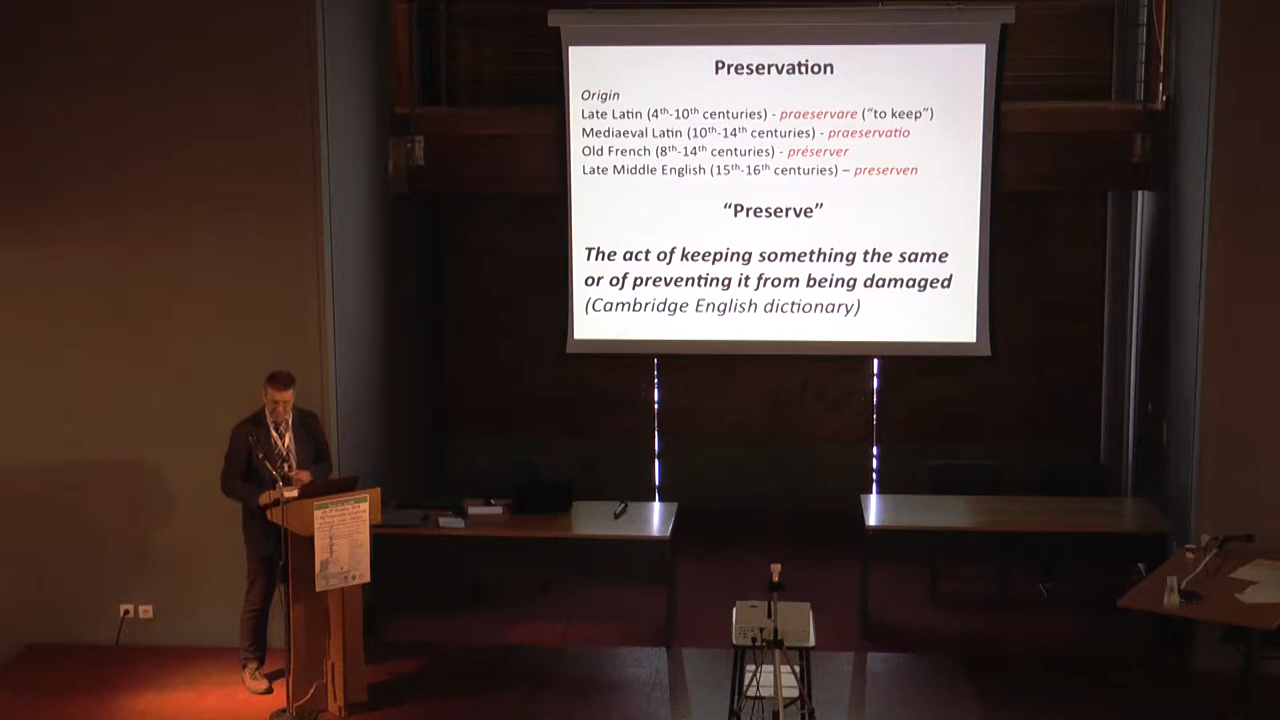 Preservation
Origin
Late Latin (4th-10th centuries) - praeservare (“to keep”)
Mediaeval Latin (10th-14th centuries) - praeservatio
Old French (8th-14th centuries) - préserver
Late Middle English (15th-16th centuries) – preserven
“Preserve”
The act of keeping something the same
or of preventing it from being damaged
(Cambridge English dictionary)